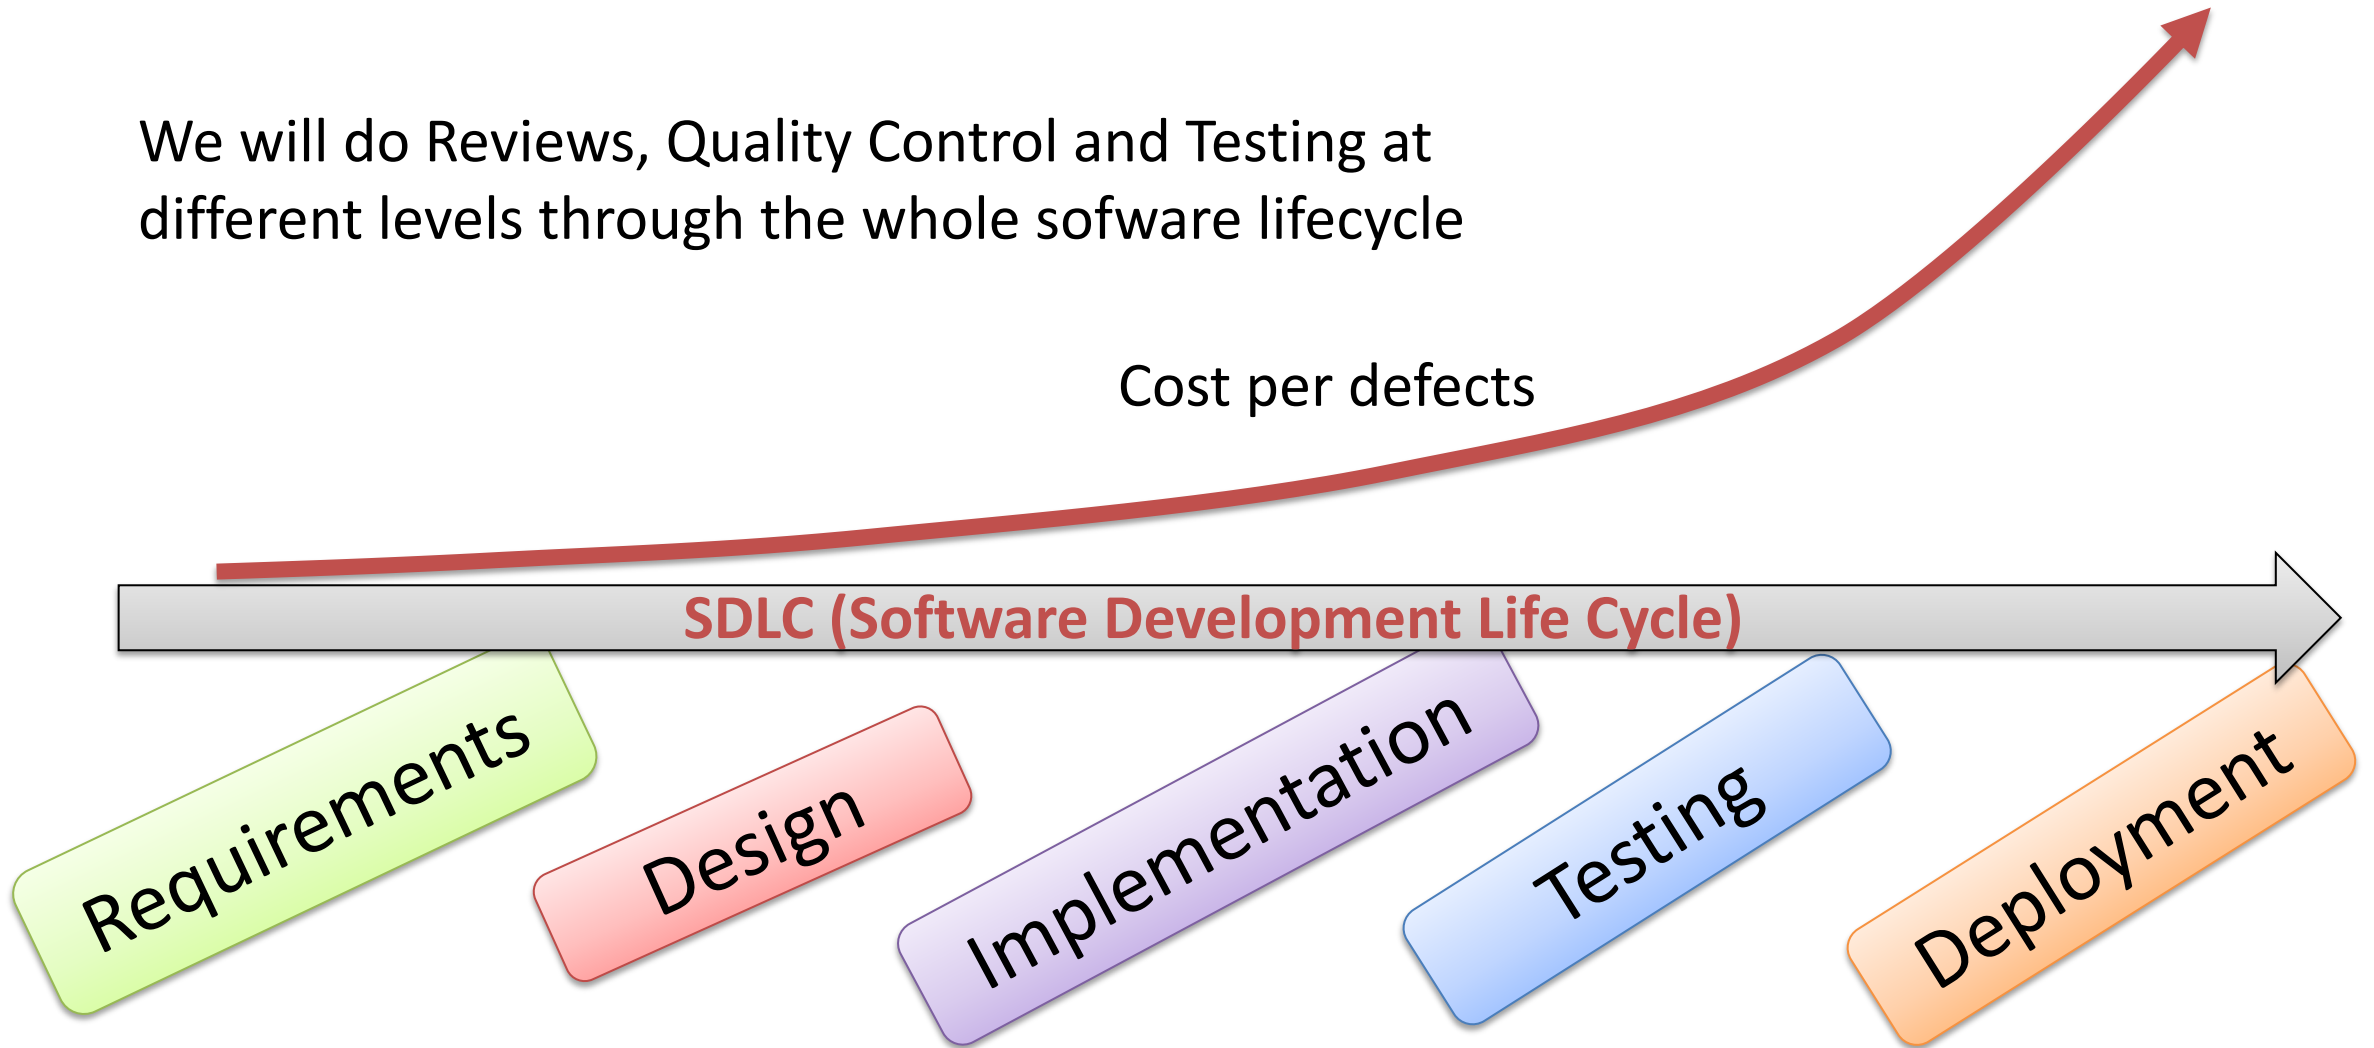 We will do Reviews, Quality Control and Testing at
different levels through the whole sofware lifecycle
Cost per defects
SDLC (Software Development Life Cycle)
Requirements
Design
Implementation
Testing
Deployment